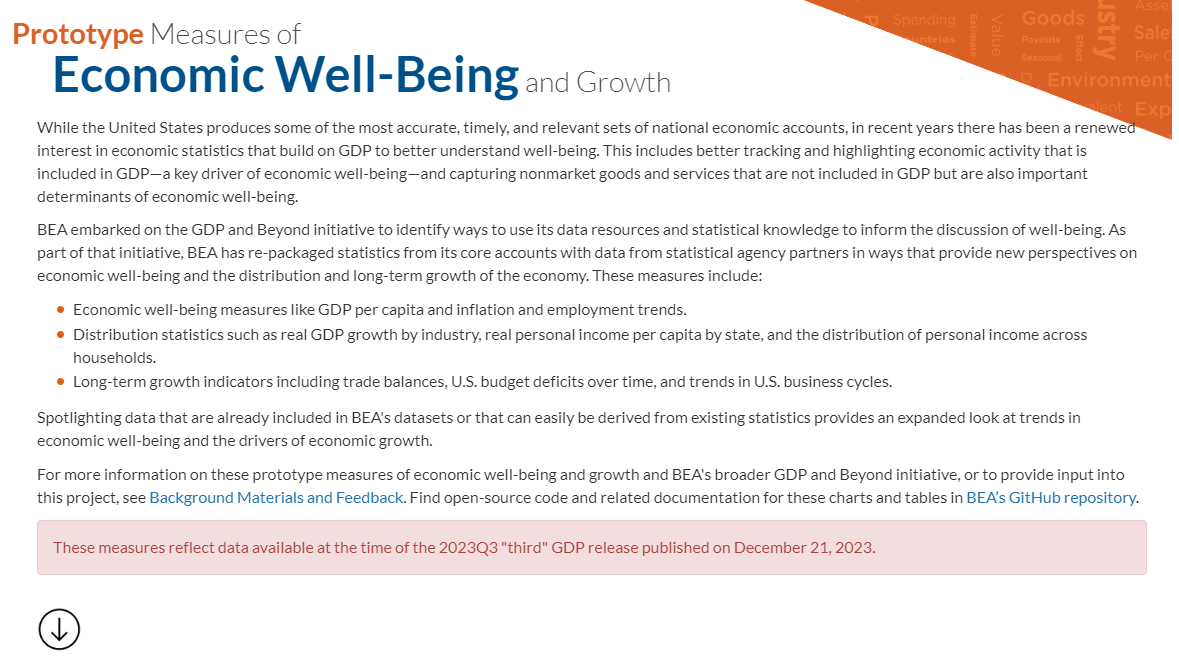 Prototype Measures of
Economic Well-Being and Growth
Spending
Estimate
Value
Goods
Payouts
Effect
Seasonal
ustry
Asse
Sale
Per C
Environment
Exp
While the United States produces some of the most accurate, timely, and relevant sets of national economic accounts, in recent years there has been a renewed
interest in economic statistics that build on GDP to better understand well-being. This includes better tracking and highlighting economic activity that is
included in GDP—a key driver of economic well-being—and capturing nonmarket goods and services that are not included in GDP but are also important
determinants of economic well-being.
BEA embarked on the GDP and Beyond initiative to identify ways to use its data resources and statistical knowledge to inform the discussion of well-being. As
part of that initiative, BEA has re-packaged statistics from its core accounts with data from statistical agency partners in ways that provide new perspectives on
economic well-being and the distribution and long-term growth of the economy. These measures include:
Economic well-being measures like GDP per capita and inflation and employment trends.
Distribution statistics such as real GDP growth by industry, real personal income per capita by state, and the distribution of personal income across
households.
Long-term growth indicators including trade balances, U.S. budget deficits over time, and trends in U.S. business cycles.
Spotlighting data that are already included in BEA's datasets or that can easily be derived from existing statistics provides an expanded look at trends in
economic well-being and the drivers of economic growth.
For more information on these prototype measures of economic well-being and growth and BEA's broader GDP and Beyond initiative, or to provide input into
this project, see Background Materials and Feedback. Find open-source code and related documentation for these charts and tables in BEA’s GitHub repository.
These measures reflect data available at the time of the 2023Q3 "third" GDP release published on December 21, 2023.